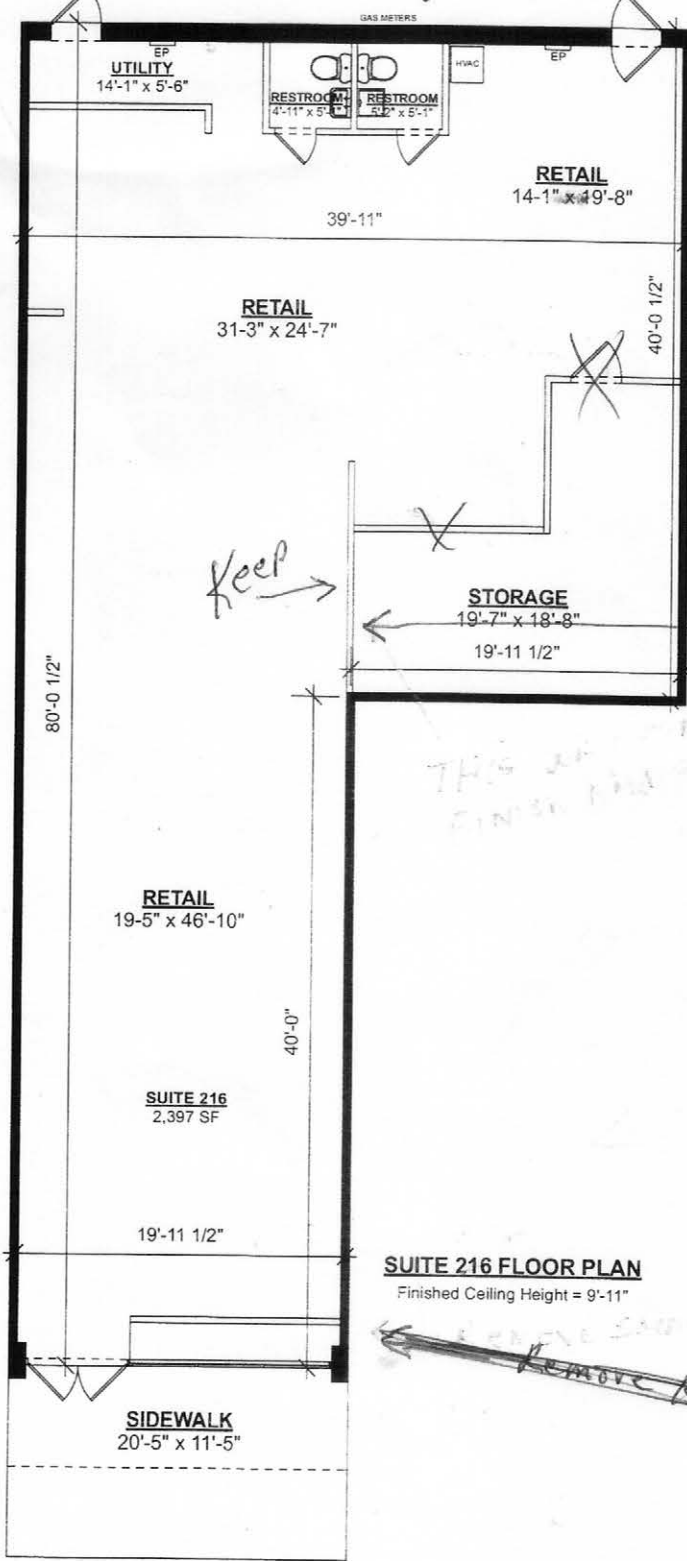 GAS METERS
EP
UTILITY
14'-1" x 5'-6"
RESTROOM
4'-11" x
RESTROOM
5'-2" x 5'-1"
HVAC
EP
RETAIL
14-1" x 19'-8"
39'-11"
RETAIL
31-3" x 24'-7"
40'-0 1/2"
X
X
Keep
STORAGE
19'-7" x 18'-8"
19'-11 1/2"
80'-0 1/2"
This
RETAIL
19-5" x 46'-10"
40'-0"
SUITE 216
2,397 SF
19'-11 1/2"
SUITE 216 FLOOR PLAN
Finished Ceiling Height = 9'-11"
Remove
SIDEWALK
20'-5" x 11'-5"